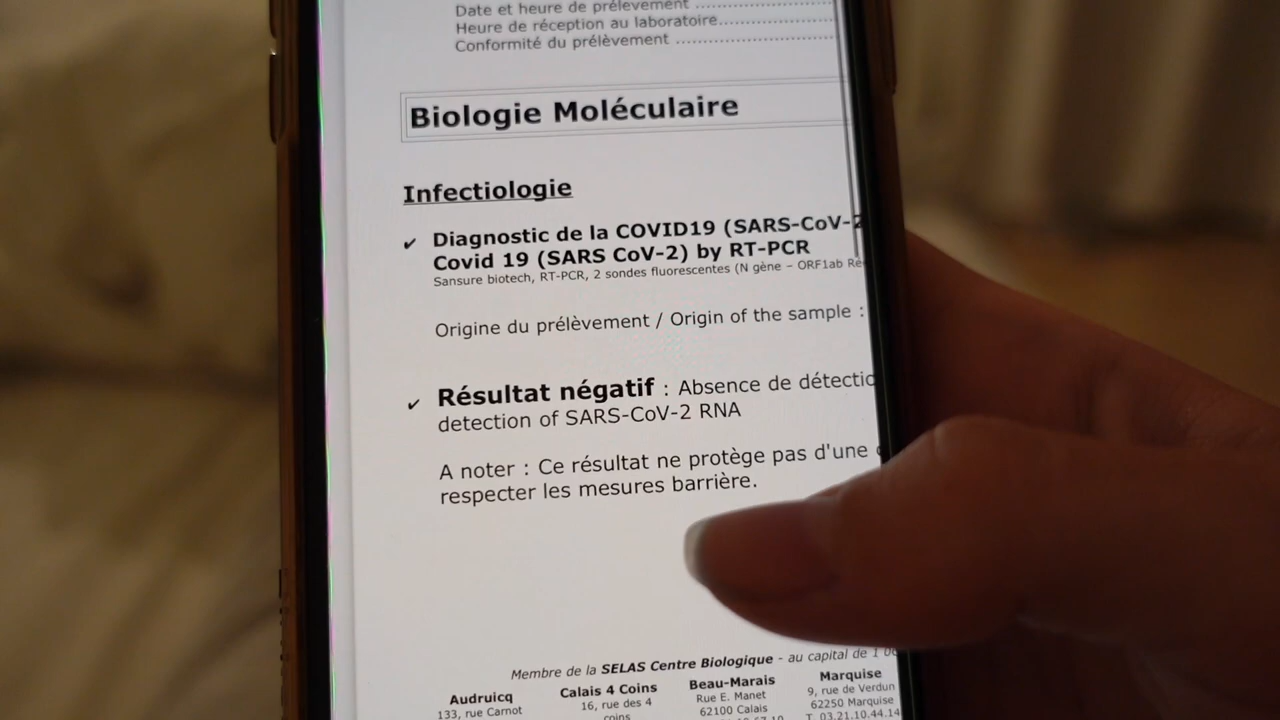 Date et heure de prélèvement ....................
Heure de réception au laboratoire....................
Conformité du prélèvement ....................
Biologie Moléculaire
Infectiologie
✔ Diagnostic de la COVID19 (SARS-CoV-2
Covid 19 (SARS CoV-2) by RT-PCR
Sansure biotech, RT-PCR, 2 sondes fluorescentes (N gène – ORF1ab Re
Origine du prélèvement / Origin of the sample :
✔ Résultat négatif : Absence de détectio
detection of SARS-CoV-2 RNA
A noter : Ce résultat ne protège pas d'une
respecter les mesures barrière.
Membre de la SELAS Centre Biologique - au capital de 1
Audruicq Calais 4 Coins Beau-Marais Marquise
133, rue Carnot 16, rue des 4 Rue E. Manet 9, rue de Verdun
coins 62100 Calais 62250 Marquise
T. 03.21.10.44.14